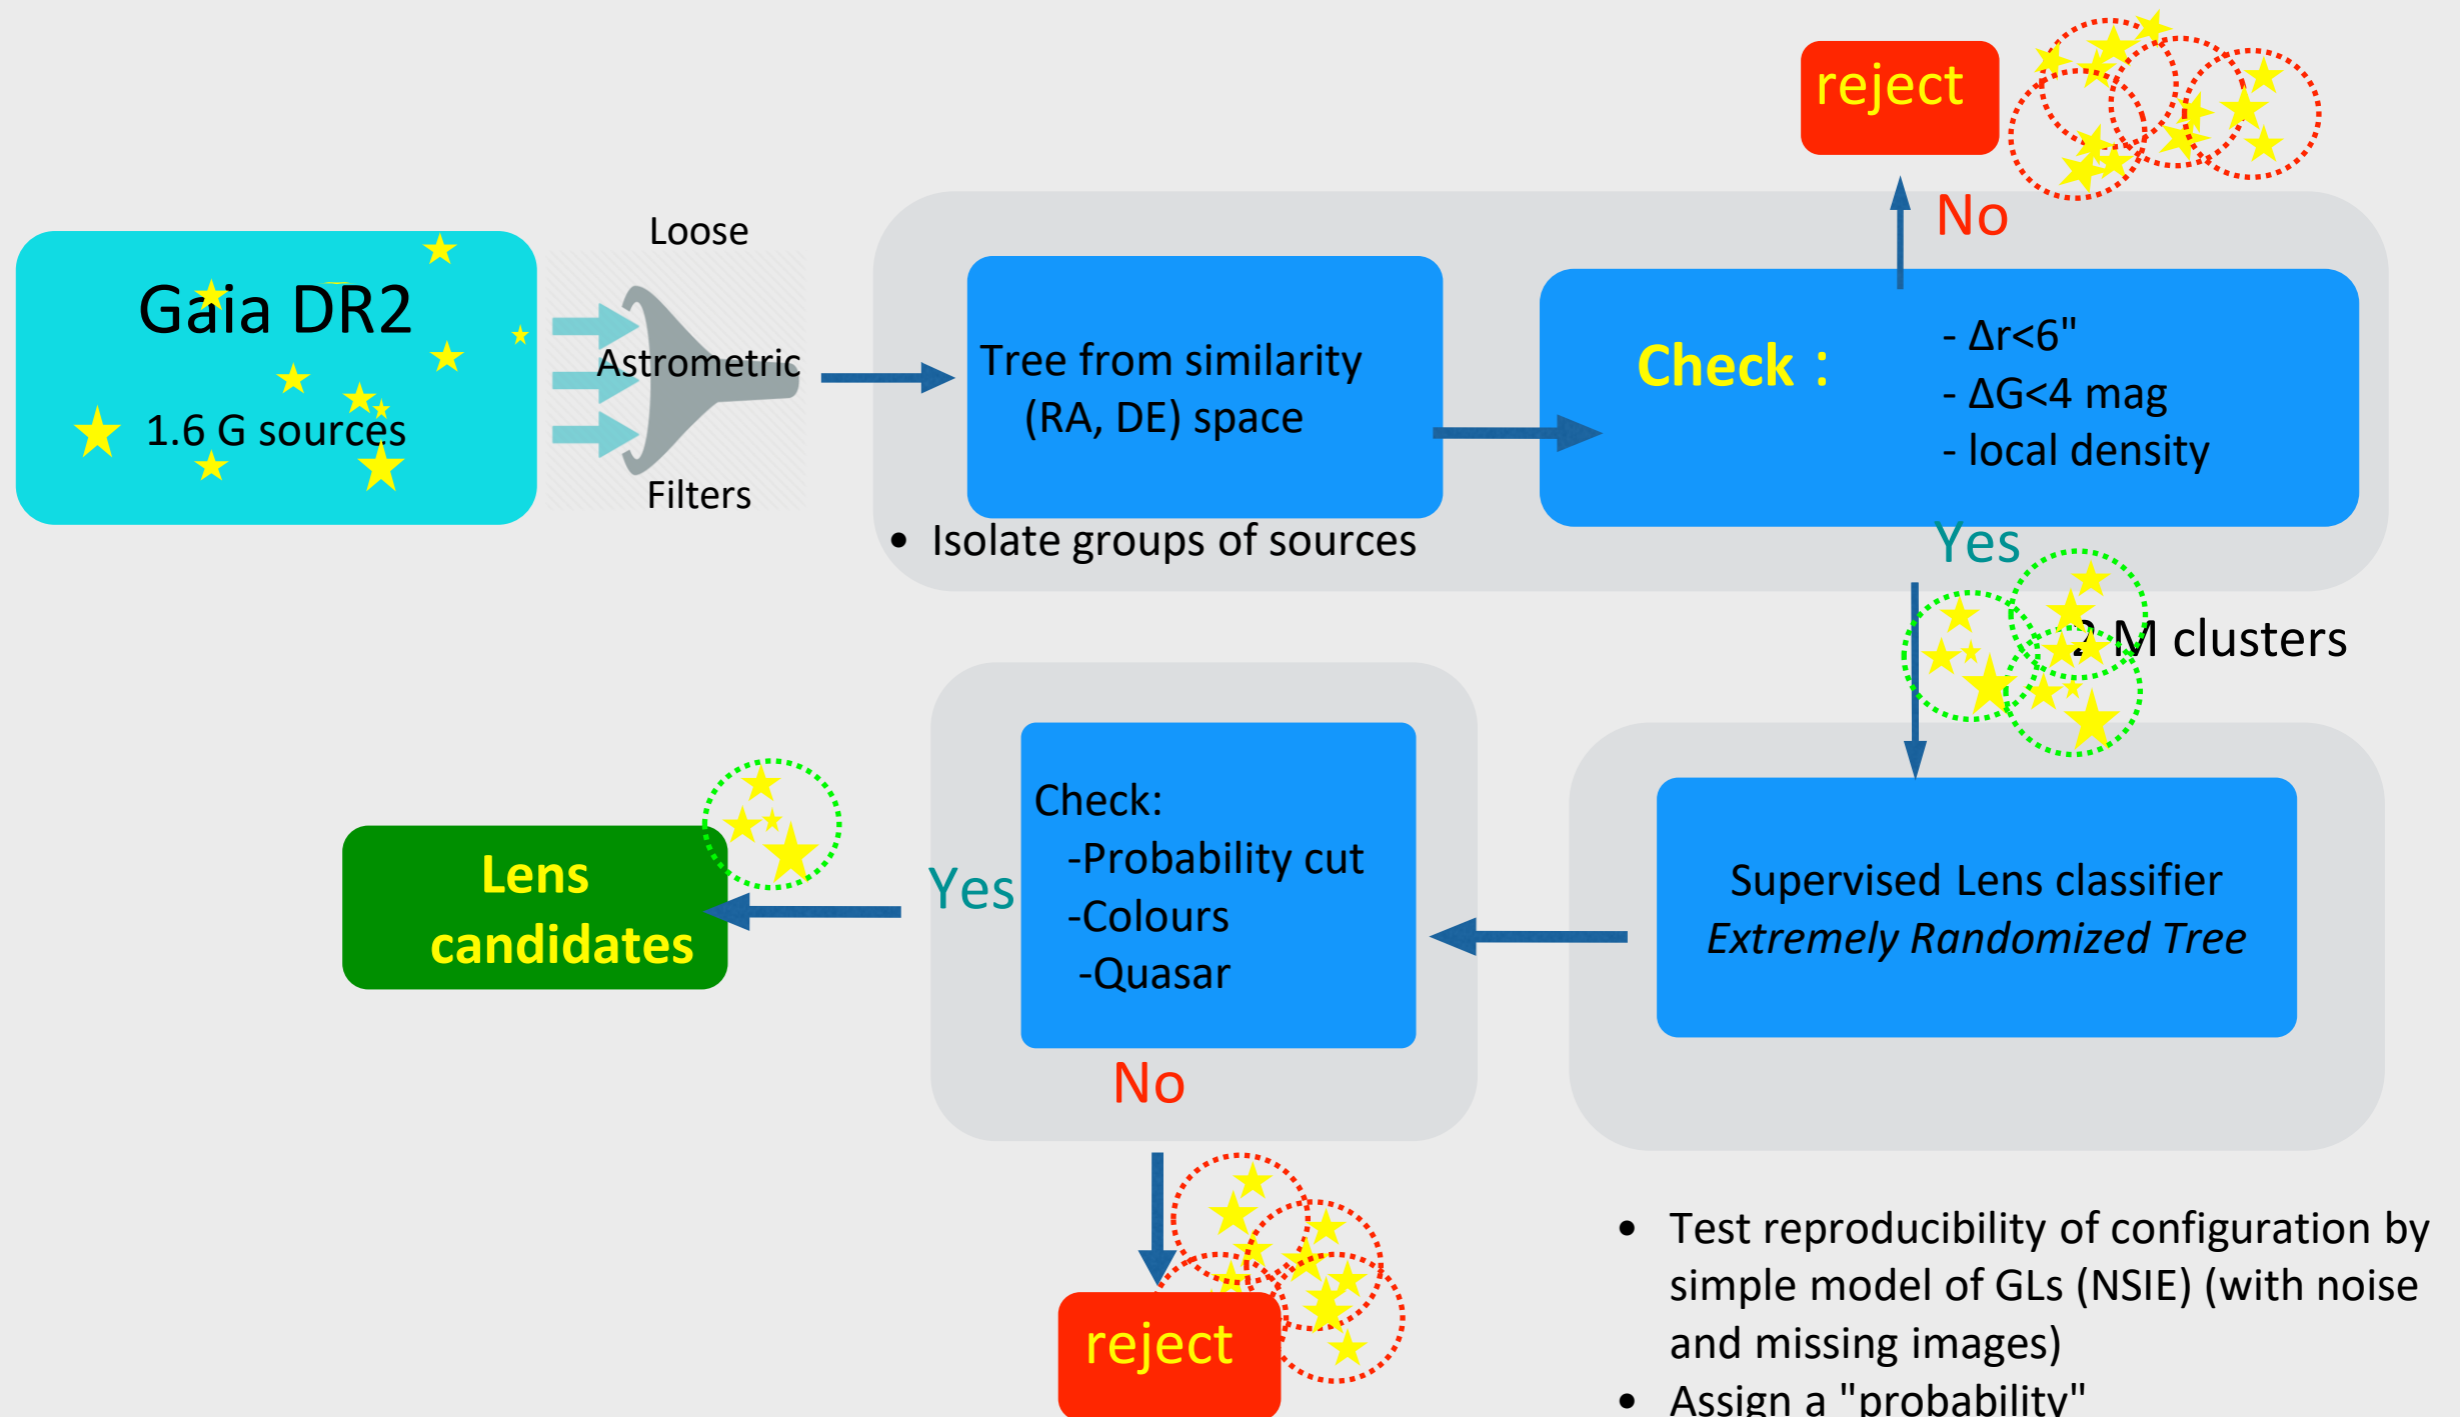 reject
No
Loose
Astrometric
Filters
Gaia DR2
1.6 G sources
Tree from similarity
(RA, DE) space
Check :
- Δr<6"
- ΔG<4 mag
- local density
• Isolate groups of sources
Yes
2 M clusters
Supervised Lens classifier
Extremely Randomized Tree
Check:
-Probability cut
-Colours
-Quasar
Yes
Lens
candidates
No
reject
• Test reproducibility of configuration by
simple model of GLs (NSIE) (with noise
and missing images)
• Assign a "probability"